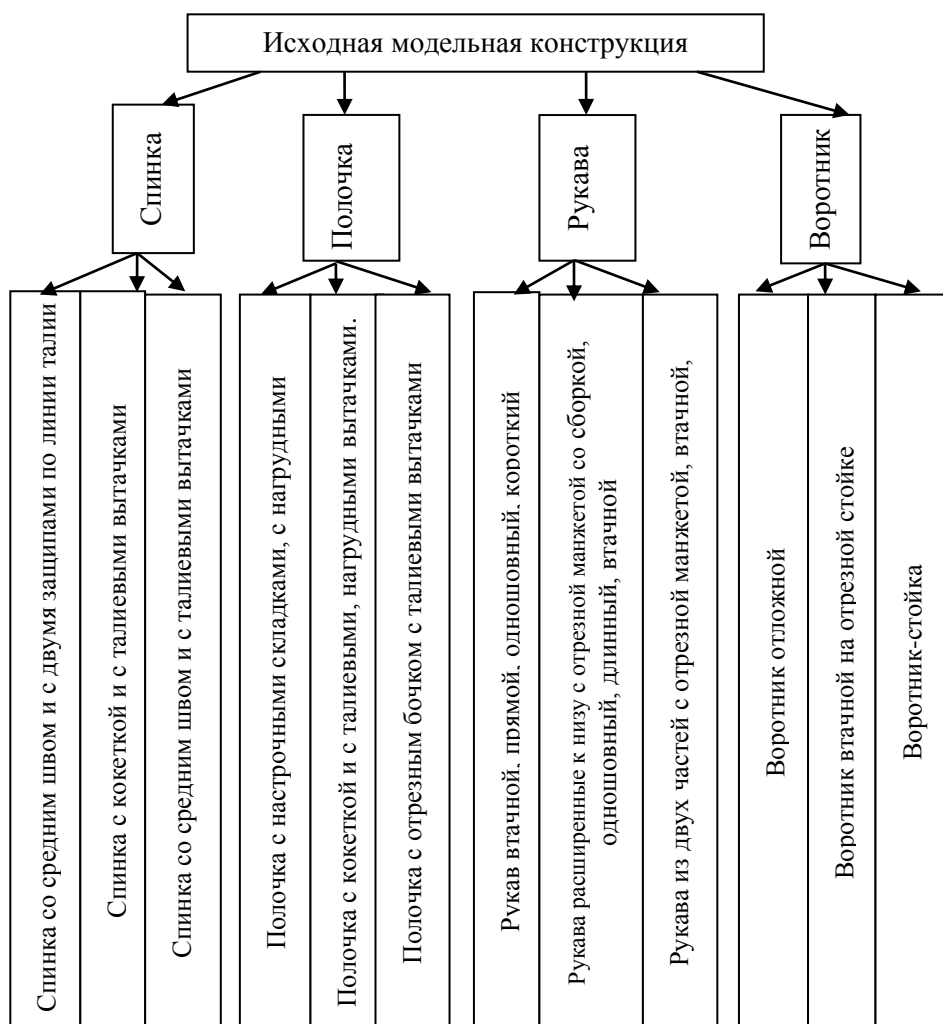 Исходная модельная конструкция
Спинка
Полочка
Рукава
Воротник
Спинка со средним швом и с двумя защипами по линии талии
Спинка с кокеткой и с талиевыми вытачками
Спинка со средним швом и с талиевыми вытачками
Полочка с настрочными складками, с нагрудными
Полочка с кокеткой и с талиевыми, нагрудными вытачками.
Полочка с отрезным бочком с талиевыми вытачками
Рукав втачной, прямой, одношовный, короткий
Рукава расширенные к низу с отрезной манжетой со сборкой,
одношовный, длинный, втачной
Рукава из двух частей с отрезной манжетой, втачной,
Воротник отложной
Воротник втачной на отрезной стойке
Воротник-стойка